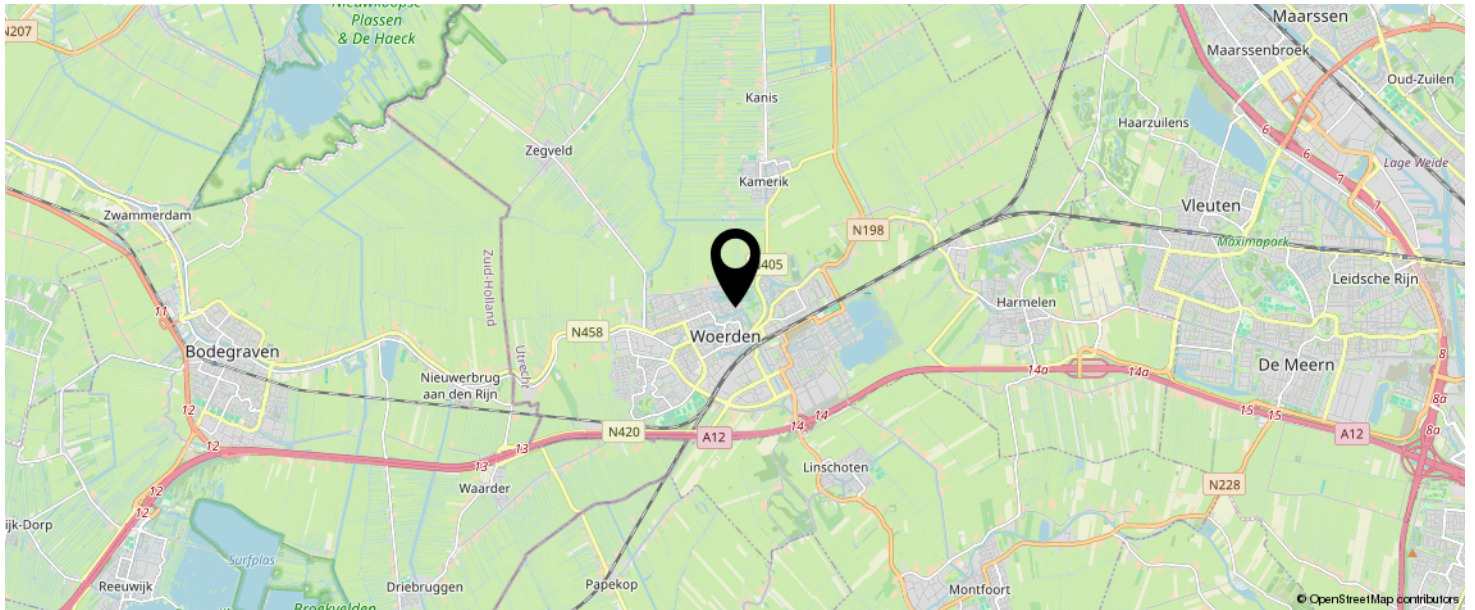 Nieuwkoopse
Plassen
& De Haeck
N207
Maarssen
Maarssenbroek
Oud-Zuilen
Kanis
Haarzuilens
6
6
Zegveld
Lage Weide
Kamerik
7
7
Zwammerdam
Vleuten
N198
Maximapark
Zuid-Holland
405
Leidsche Rijn
Harmelen
11
N458
Woerden
Bodegraven
Utrecht
8
De Meern
14a
14a
Nieuwerbrug
aan den Rijn
8a
12
14
15
15
8a
14
N420
A12
A12
12
13
13
Linschoten
Waarder
N228
12
12
ijk-Dorp
Surfplas
Reeuwijk
Driebruggen
Papekop
Montfoort
Broekvelden
© OpenStreetMap contributors